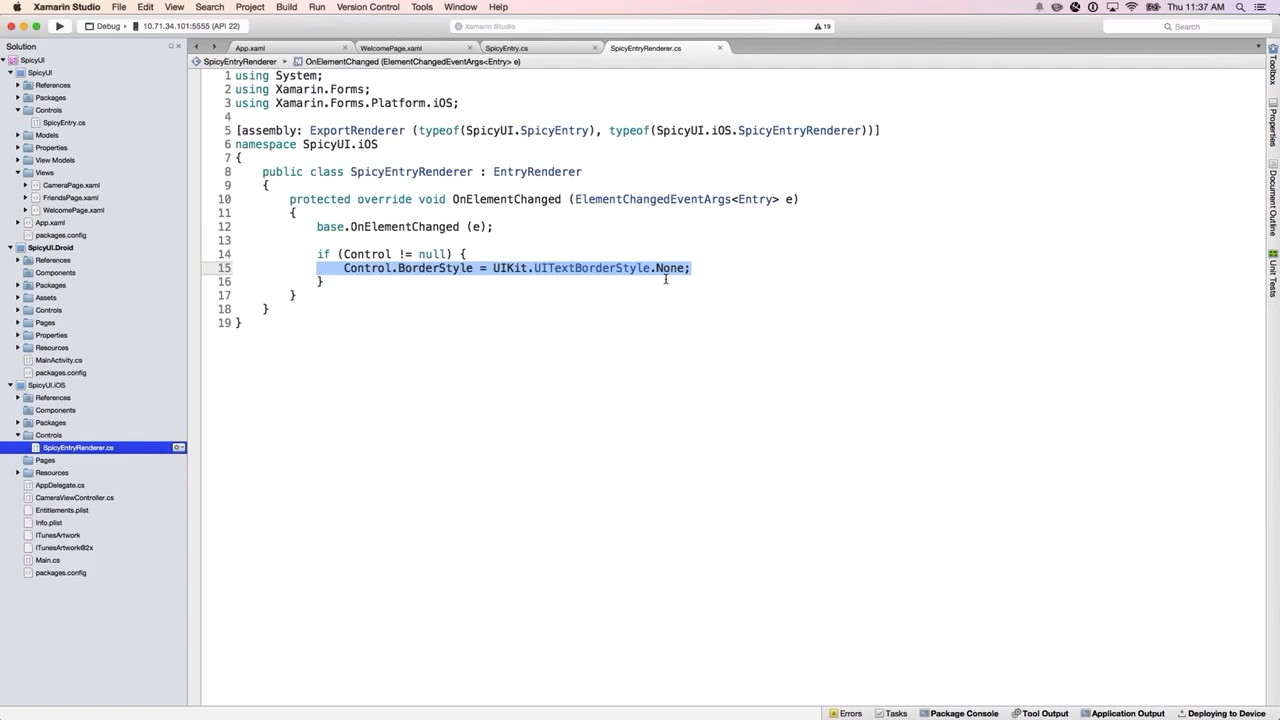 Xamarin Studio File Edit View Search Project Build Run Version Control Tools Window Help Thu 11:37 AM
Debug 10.71.34.101:5555 (API 22) Xamarin Studio 19 Search
Solution App.xaml WelcomePage.xaml SpicyEntry.cs SpicyEntryRenderer.cs
SpicyEntryRenderer OnElementChanged (ElementChangedEventArgs<Entry> e)
SpicyUI
SpicyUI
References
Packages
Controls
SpicyEntry.cs
Models
Properties
View Models
Views
CameraPage.xaml
FriendsPage.xaml
WelcomePage.xaml
App.xaml
packages.config
SpicyUI.Droid
References
Components
Packages
Assets
Controls
Pages
Properties
Resources
MainActivity.cs
packages.config
SpicyUI.iOS
References
Components
Packages
Controls
SpicyEntryRenderer.cs
Pages
Resources
AppDelegate.cs
CameraViewController.cs
Entitlements.plist
Info.plist
iTunesArtwork
iTunesArtwork@2x
Main.cs
packages.config
1 using System;
2 using Xamarin.Forms;
3 using Xamarin.Forms.Platform.iOS;
4
5 [assembly: ExportRenderer (typeof(SpicyUI.SpicyEntry), typeof(SpicyUI.iOS.SpicyEntryRenderer))]
6 namespace SpicyUI.iOS
7 {
8 public class SpicyEntryRenderer : EntryRenderer
9 {
10 protected override void OnElementChanged (ElementChangedEventArgs<Entry> e)
11 {
12 base.OnElementChanged (e);
13
14 if (Control != null) {
15 Control.BorderStyle = UIKit.UITextBorderStyle.None;
16 }
17 }
18 }
19 }
Toolbox
Properties
Document Outline
Unit Tests
Errors Tasks Package Console Tool Output Application Output Deploying to Device